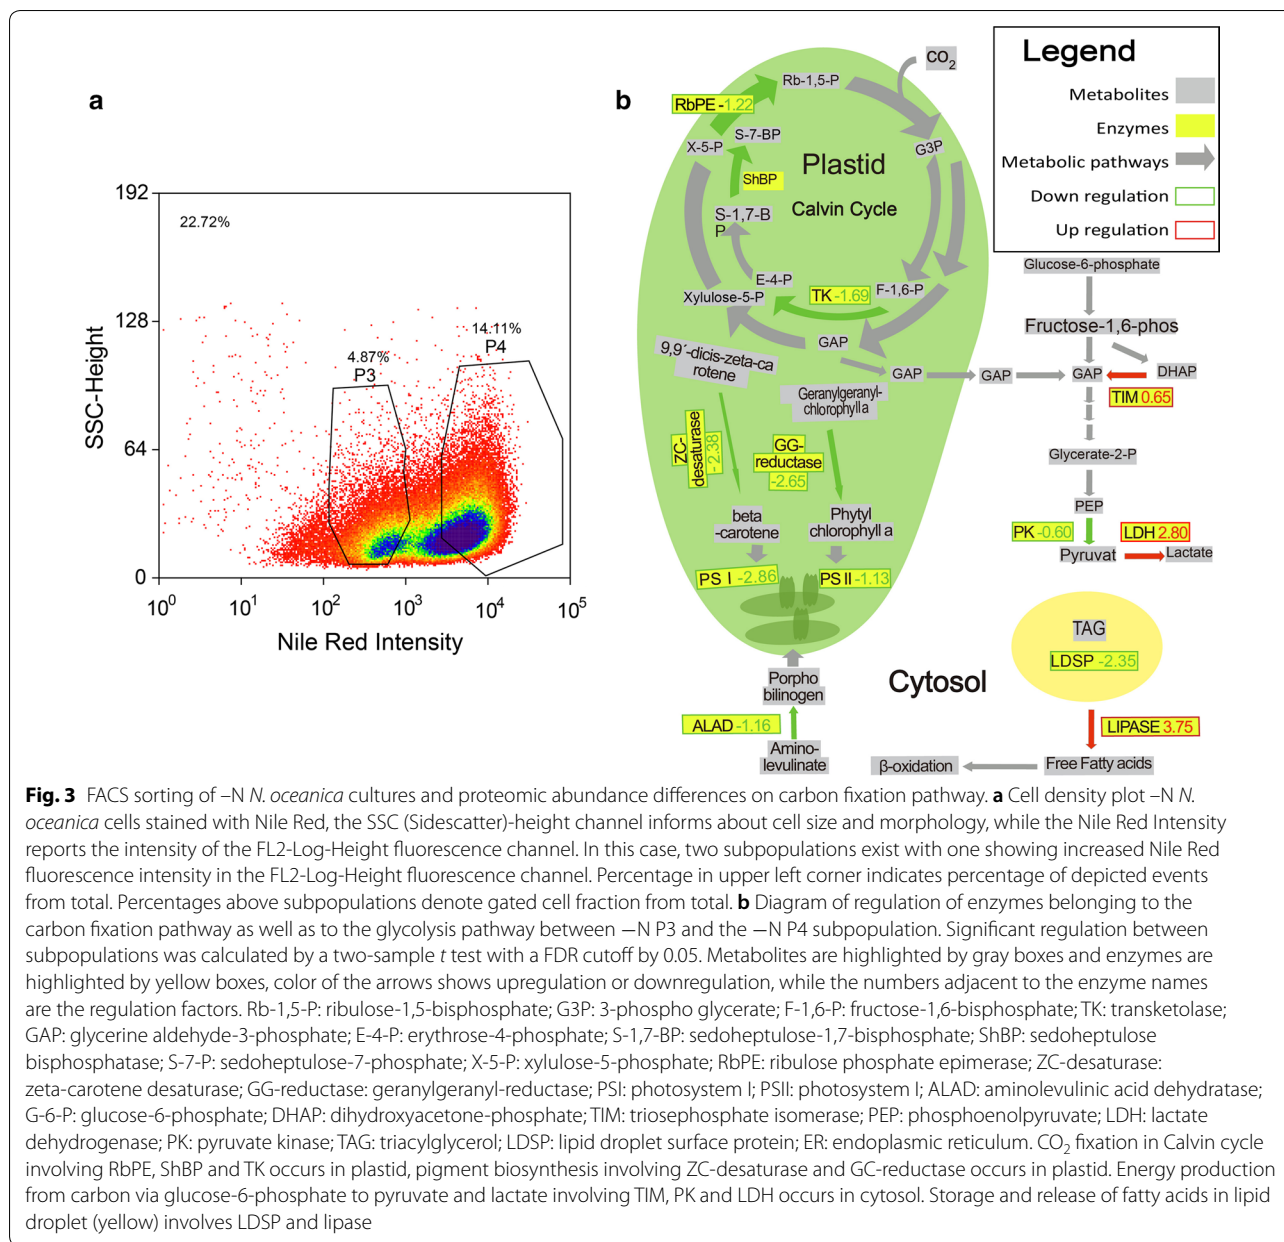 a
192
128
64
0
SSC-Height
22.72%
4.87%
P3
14.11%
P4
10^0
10^1
10^2
10^3
10^4
10^5
Nile Red Intensity
b
Legend
Metabolites
Enzymes
Metabolic pathways
Down regulation
Up regulation
CO2
Rb-1,5-P
RbPE -1.22
S-7-BP
X-5-P
G3P
Plastid
ShBP
Calvin Cycle
S-1,7-B
P
E-4-P
TK -1.69
F-1,6-P
Xylulose-5-P
GAP
9,9´-dicis-zeta-ca
rotene
GAP
GAP
Geranylgeranyl-
chlorophyll a
ZC-
desaturase
-2.38
GG-
reductase
-2.65
beta
-carotene
Phytyl
chlorophyll a
PS I -2.86
PS II -1.13
Porpho
bilinogen
ALAD -1.16
Amino-
levulinate
Cytosol
Glucose-6-phosphate
Fructose-1,6-phos
GAP
DHAP
TIM 0.65
Glycerate-2-P
PEP
PK -0.60
LDH 2.80
Pyruvat
Lactate
TAG
LDSP -2.35
LIPASE 3.75
β-oxidation
Free Fatty acids
Fig. 3 FACS sorting of –N N. oceanica cultures and proteomic abundance differences on carbon fixation pathway. a Cell density plot –N N.
oceanica cells stained with Nile Red, the SSC (Sidescatter)-height channel informs about cell size and morphology, while the Nile Red Intensity
reports the intensity of the FL2-Log-Height fluorescence channel. In this case, two subpopulations exist with one showing increased Nile Red
fluorescence intensity in the FL2-Log-Height fluorescence channel. Percentage in upper left corner indicates percentage of depicted events
from total. Percentages above subpopulations denote gated cell fraction from total. b Diagram of regulation of enzymes belonging to the
carbon fixation pathway as well as to the glycolysis pathway between —N P3 and the —N P4 subpopulation. Significant regulation between
subpopulations was calculated by a two-sample t test with a FDR cutoff by 0.05. Metabolites are highlighted by gray boxes and enzymes are
highlighted by yellow boxes, color of the arrows shows upregulation or downregulation, while the numbers adjacent to the enzyme names
are the regulation factors. Rb-1,5-P: ribulose-1,5-bisphosphate; G3P: 3-phospho glycerate; F-1,6-P: fructose-1,6-bisphosphate; TK: transketolase;
GAP: glycerine aldehyde-3-phosphate; E-4-P: erythrose-4-phosphate; S-1,7-BP: sedoheptulose-1,7-bisphosphate; ShBP: sedoheptulose
bisphosphatase; S-7-P: sedoheptulose-7-phosphate; X-5-P: xylulose-5-phosphate; RbPE: ribulose phosphate epimerase; ZC-desaturase:
zeta-carotene desaturase; GG-reductase: geranylgeranyl-reductase; PSI: photosystem I; PSII: photosystem I; ALAD: aminolevulinic acid dehydratase;
G-6-P: glucose-6-phosphate; DHAP: dihydroxyacetone-phosphate; TIM: triosephosphate isomerase; PEP: phosphoenolpyruvate; LDH: lactate
dehydrogenase; PK: pyruvate kinase; TAG: triacylglycerol; LDSP: lipid droplet surface protein; ER: endoplasmic reticulum. CO2 fixation in Calvin cycle
involving RbPE, ShBP and TK occurs in plastid, pigment biosynthesis involving ZC-desaturase and GC-reductase occurs in plastid. Energy production
from carbon via glucose-6-phosphate to pyruvate and lactate involving TIM, PK and LDH occurs in cytosol. Storage and release of fatty acids in lipid
droplet (yellow) involves LDSP and lipase